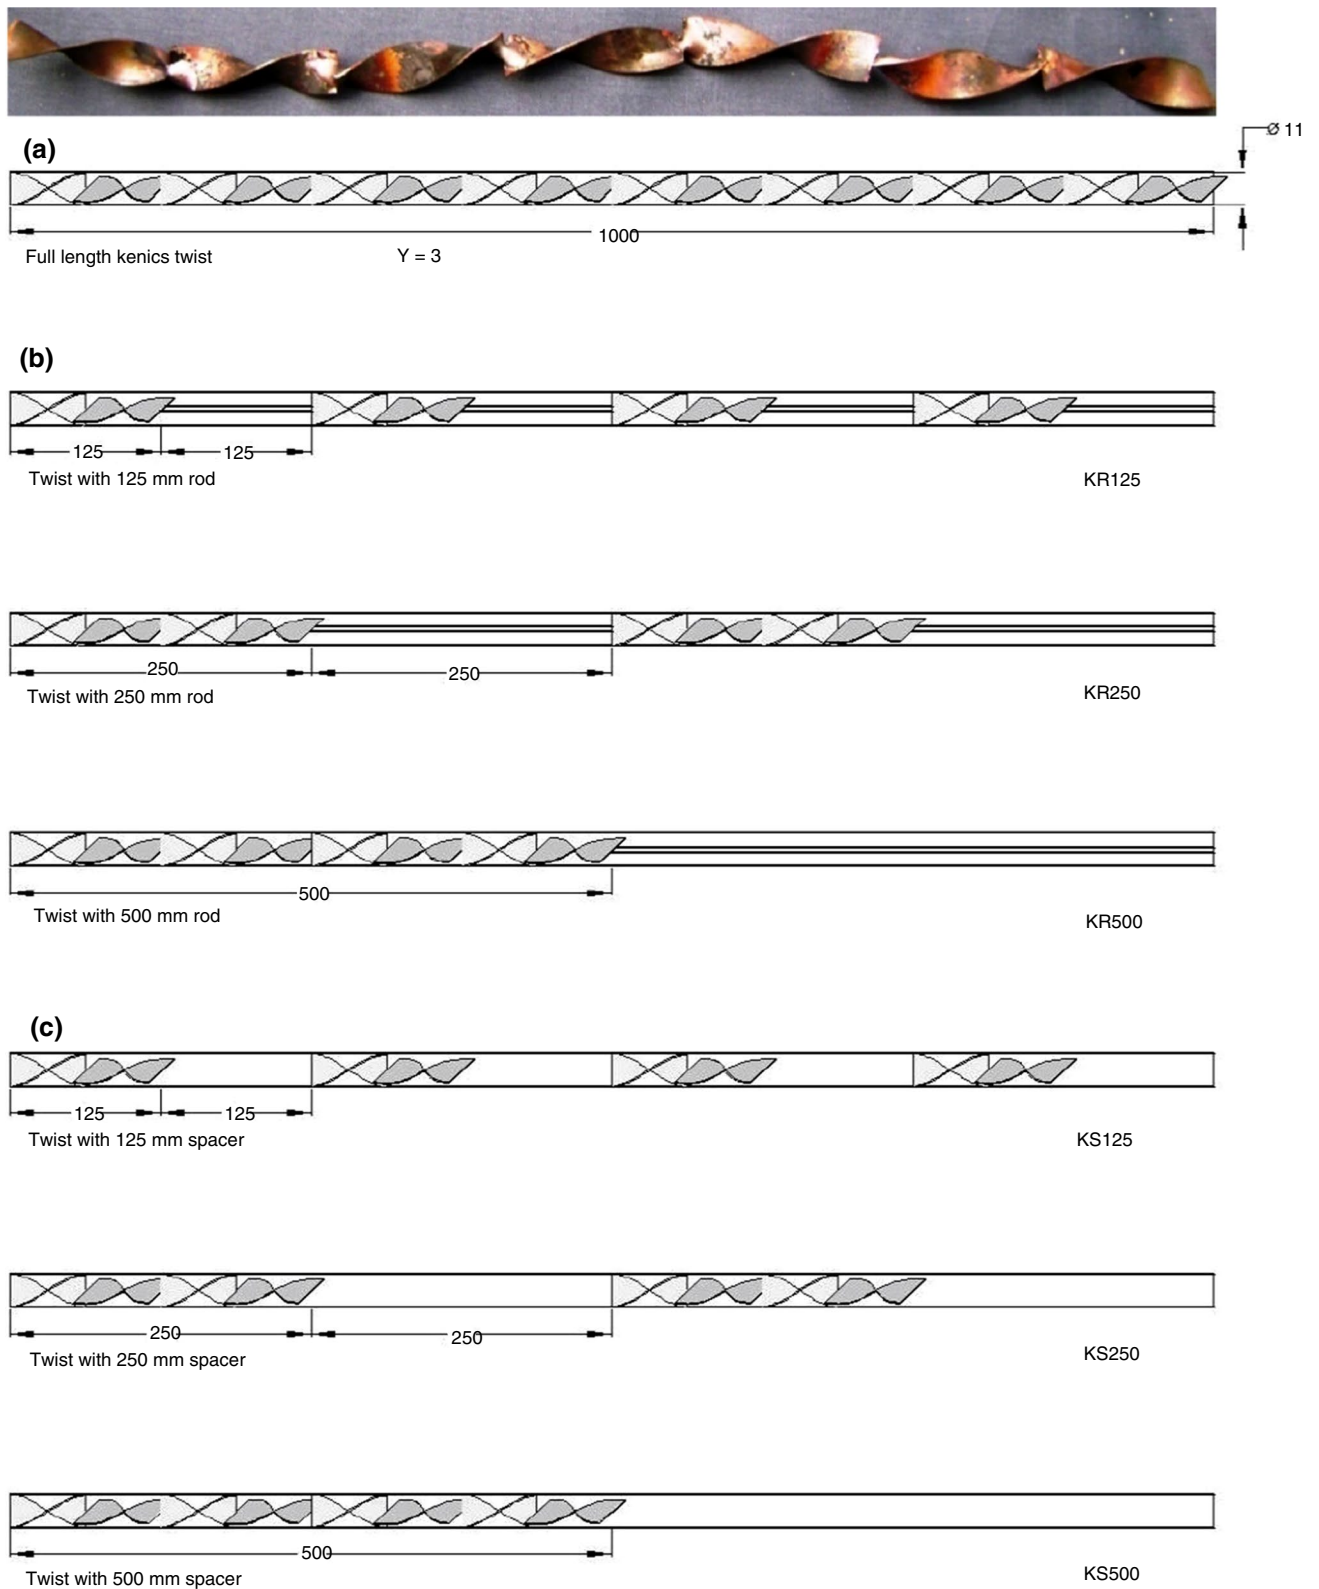 (a)
Ø 11
1000
Full length kenics twist Y = 3
(b)
125 125
Twist with 125 mm rod KR125
250 250
Twist with 250 mm rod KR250
500
Twist with 500 mm rod KR500
(c)
125 125
Twist with 125 mm spacer KS125
250 250
Twist with 250 mm spacer KS250
500
Twist with 500 mm spacer KS500